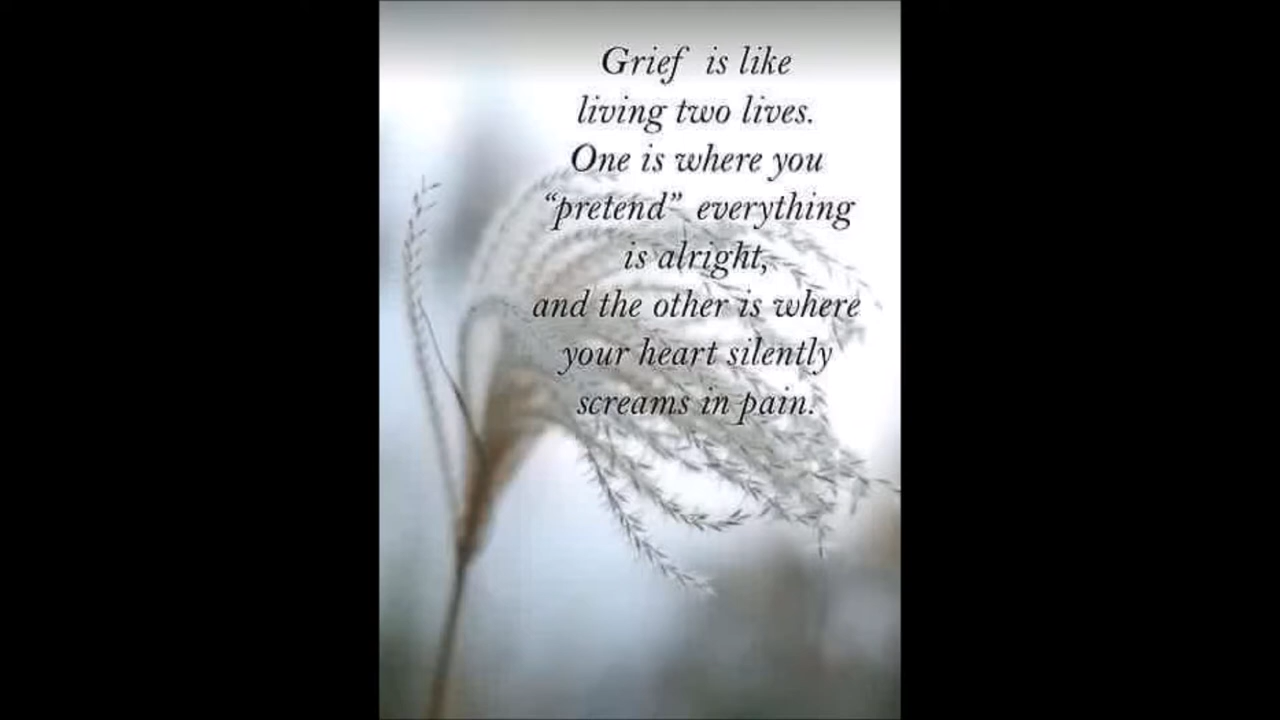 Grief is like
living two lives.
One is where you
“pretend” everything
is alright,
and the other is where
your heart silently
screams in pain.